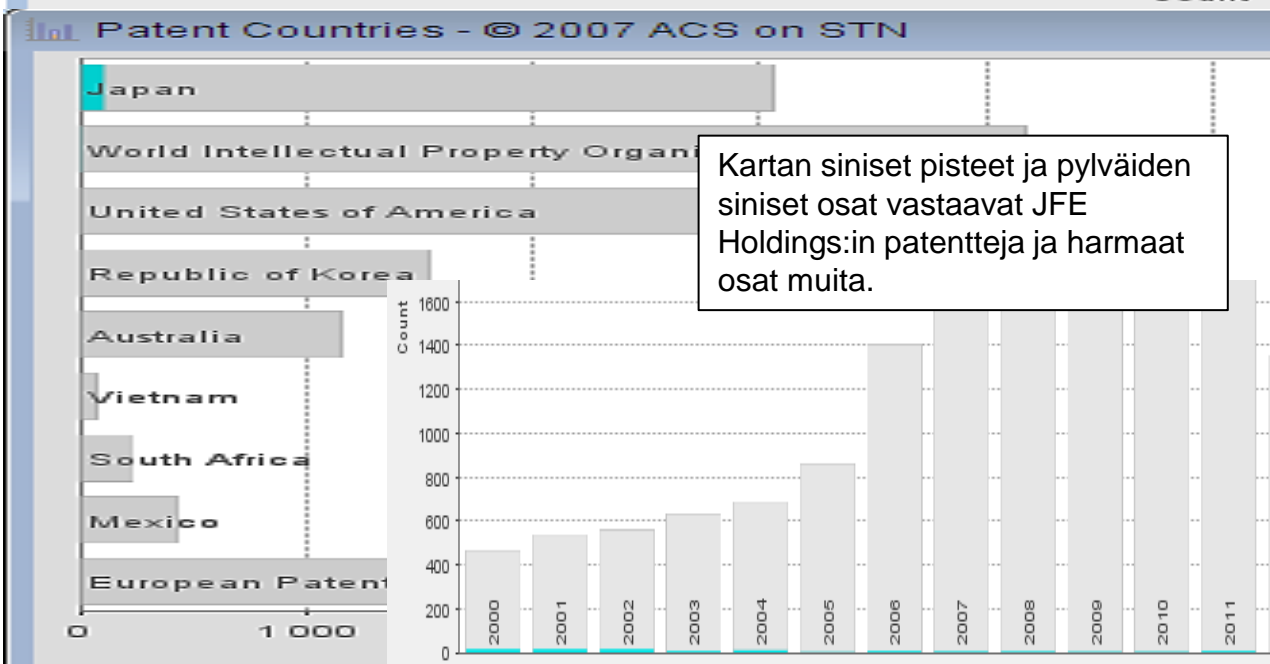 Patent Countries - © 2007 ACS on STN
Japan
World Intellectual Property Organi
United States of America
Republic of Korea
Australia
Vietnam
South Africa
Mexico
European Patent
0
1 000
Kartan siniset pisteet ja pylväiden
siniset osat vastaavat JFE
Holdings:in patentteja ja harmaat
osat muita.
Count
1600
1400
1200
1000
800
600
400
200
0
2000
2001
2002
2003
2004
2005
2006
2007
2008
2009
2010
2011